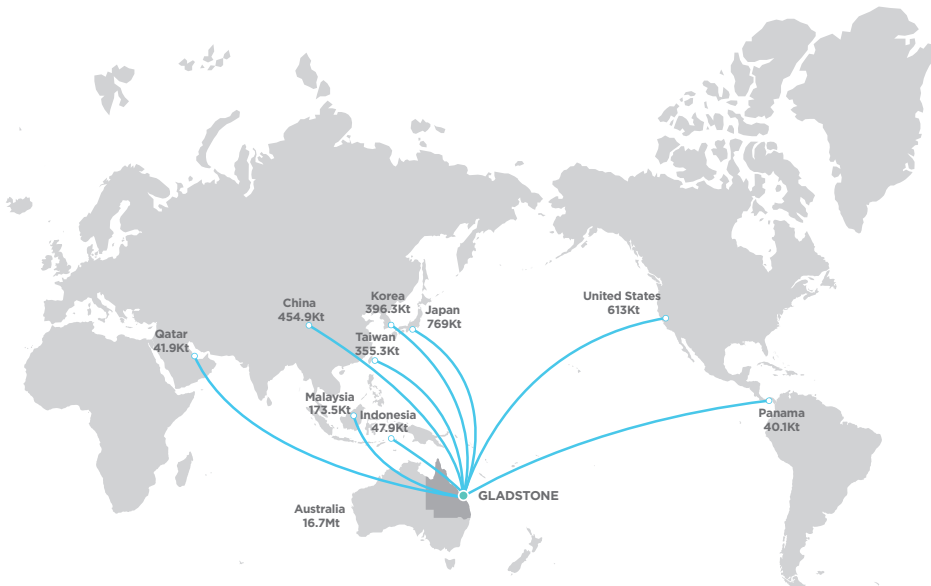 China
454.9Kt
Korea
396.3Kt
Japan
769Kt
United States
613Kt
Qatar
41.9Kt
Taiwan
355.3Kt
Malaysia
173.5Kt
Indonesia
47.9Kt
Panama
40.1Kt
GLADSTONE
Australia
16.7Mt